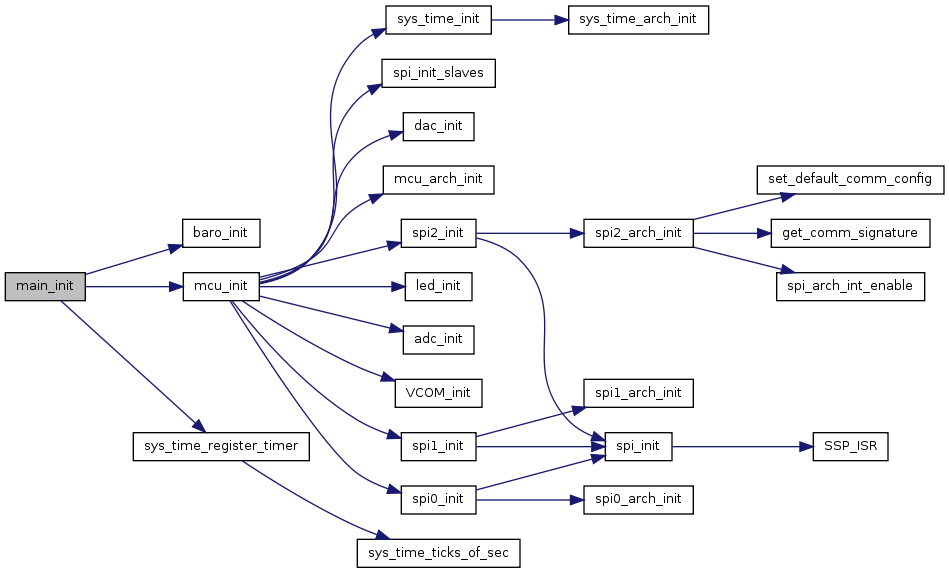 sys_time_init
sys_time_arch_init
spi_init_slaves
dac_init
mcu_arch_init
set_default_comm_config
baro_init
spi2_init
spi2_arch_init
get_comm_signature
main_init
mcu_init
led_init
spi_arch_int_enable
adc_init
VCOM_init
spi1_arch_init
sys_time_register_timer
spi1_init
spi_init
SSP_ISR
spi0_init
spi0_arch_init
sys_time_ticks_of_sec